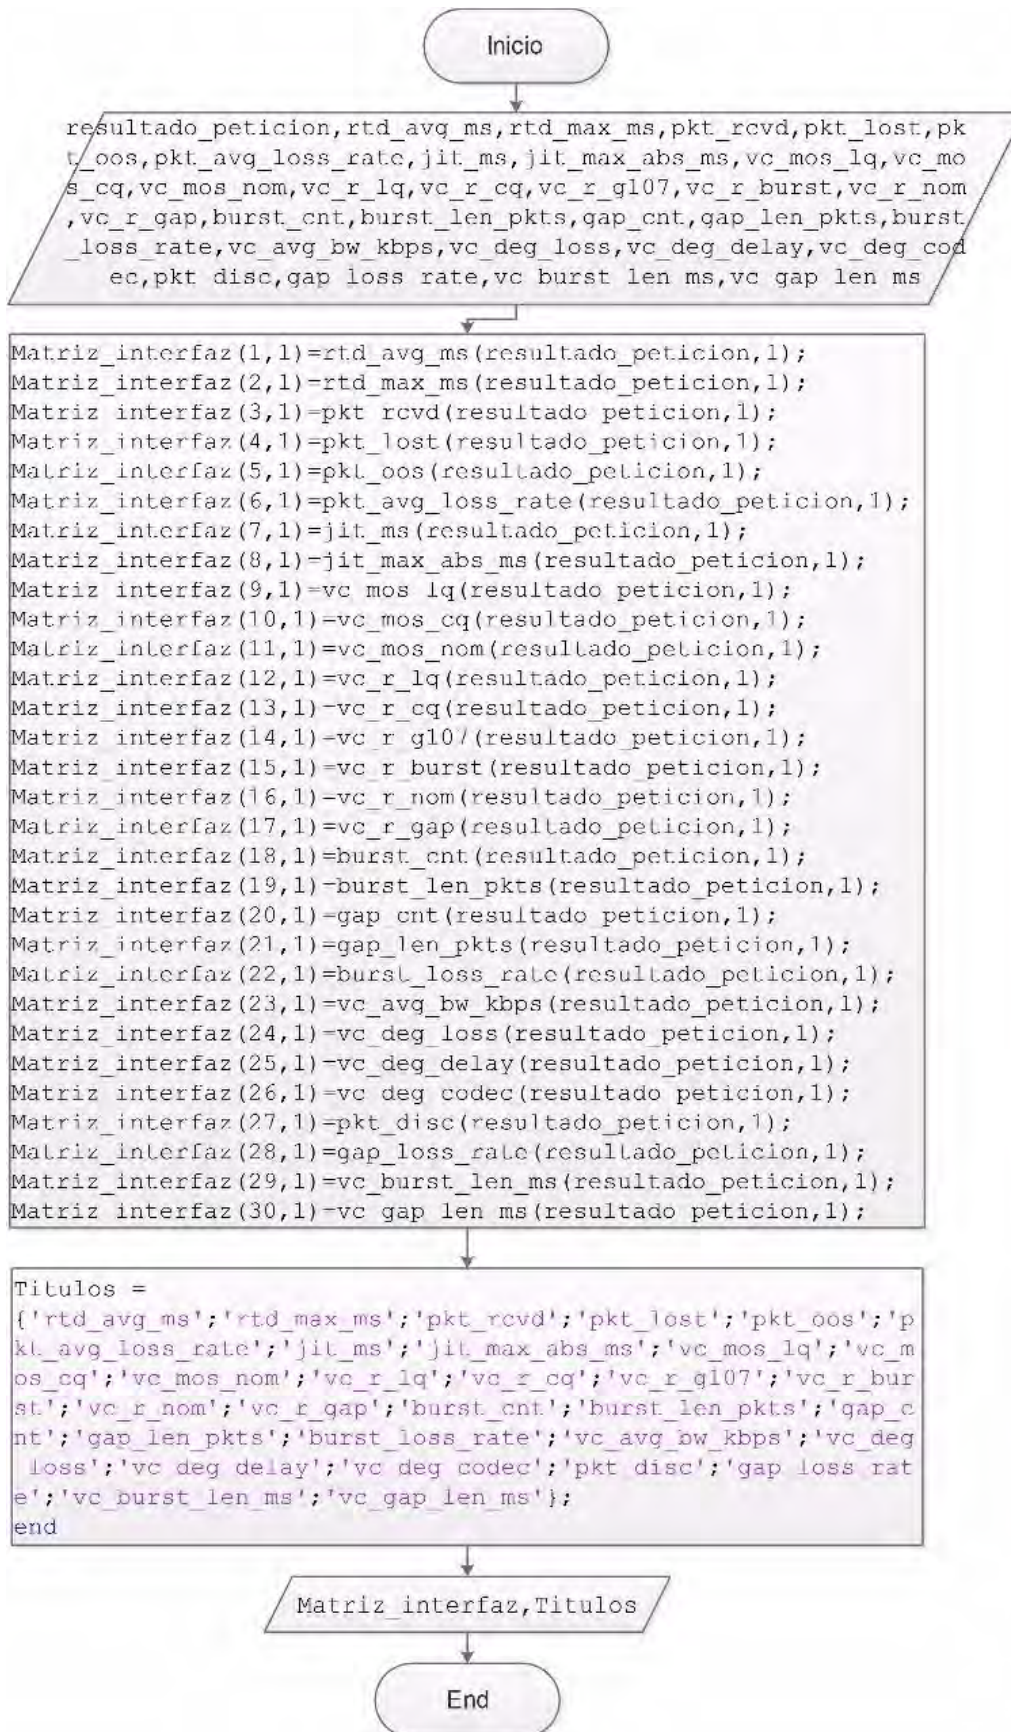 Inicio
resultado_peticion,rtd_avg_ms,rtd_max_ms,pkt_rcvd,pkt_lost,pk
t_oos,pkt_avg_loss_rate,jit_ms,jit_max_abs_ms,vc_mos_lq,vc_mo
s_cq,vc_mos_nom,vc_r_lq,vc_r_cq,vc_r_g107,vc_r_burst,vc_r_nom
,vc_r_gap,burst_cnt,burst_len_pkts,gap_cnt,gap_len_pkts,burst
_loss_rate,vc_avg_bw_kbps,vc_deg_loss,vc_deg_delay,vc_deg_cod
ec,pkt_disc,gap_loss_rate,vc_burst_len_ms,vc_gap_len_ms
Matriz_interfaz(1,1)=rtd_avg_ms(resultado_peticion,1);
Matriz_interfaz(2,1)=rtd_max_ms(resultado_peticion,1);
Matriz_interfaz(3,1)=pkt_rcvd(resultado_peticion,1);
Matriz_interfaz(4,1)=pkt_lost(resultado_peticion,1);
Matriz_interfaz(5,1)=pkt_oos(resultado_peticion,1);
Matriz_interfaz(6,1)=pkt_avg_loss_rate(resultado_peticion,1);
Matriz_interfaz(7,1)=jit_ms(resultado_peticion,1);
Matriz_interfaz(8,1)=jit_max_abs_ms(resultado_peticion,1);
Matriz_interfaz(9,1)=vc_mos_lq(resultado_peticion,1);
Matriz_interfaz(10,1)=vc_mos_cq(resultado_peticion,1);
Matriz_interfaz(11,1)=vc_mos_nom(resultado_peticion,1);
Matriz_interfaz(12,1)=vc_r_lq(resultado_peticion,1);
Matriz_interfaz(13,1)=vc_r_cq(resultado_peticion,1);
Matriz_interfaz(14,1)=vc_r_g107(resultado_peticion,1);
Matriz_interfaz(15,1)=vc_r_burst(resultado_peticion,1);
Matriz_interfaz(16,1)=vc_r_nom(resultado_peticion,1);
Matriz_interfaz(17,1)=vc_r_gap(resultado_peticion,1);
Matriz_interfaz(18,1)=burst_cnt(resultado_peticion,1);
Matriz_interfaz(19,1)=burst_len_pkts(resultado_peticion,1);
Matriz_interfaz(20,1)=gap_cnt(resultado_peticion,1);
Matriz_interfaz(21,1)=gap_len_pkts(resultado_peticion,1);
Matriz_interfaz(22,1)=burst_loss_rate(resultado_peticion,1);
Matriz_interfaz(23,1)=vc_avg_bw_kbps(resultado_peticion,1);
Matriz_interfaz(24,1)=vc_deg_loss(resultado_peticion,1);
Matriz_interfaz(25,1)=vc_deg_delay(resultado_peticion,1);
Matriz_interfaz(26,1)=vc_deg_codec(resultado_peticion,1);
Matriz_interfaz(27,1)=pkt_disc(resultado_peticion,1);
Matriz_interfaz(28,1)=gap_loss_rate(resultado_peticion,1);
Matriz_interfaz(29,1)=vc_burst_len_ms(resultado_peticion,1);
Matriz_interfaz(30,1)=vc_gap_len_ms(resultado_peticion,1);
Titulos =
{'rtd_avg_ms';'rtd_max_ms';'pkt_rcvd';'pkt_lost';'pkt_oos';'p
kt_avg_loss_rate';'jit_ms';'jit_max_abs_ms';'vc_mos_lq';'vc_m
os_cq';'vc_mos_nom';'vc_r_lq';'vc_r_cq';'vc_r_g107';'vc_r_bur
st';'vc_r_nom';'vc_r_gap';'burst_cnt';'burst_len_pkts';'gap_c
nt';'gap_len_pkts';'burst_loss_rate';'vc_avg_bw_kbps';'vc_deg
_loss';'vc_deg_delay';'vc_deg_codec';'pkt_disc';'gap_loss_rat
e';'vc_burst_len_ms';'vc_gap_len_ms'};
end
Matriz_interfaz,Titulos
End